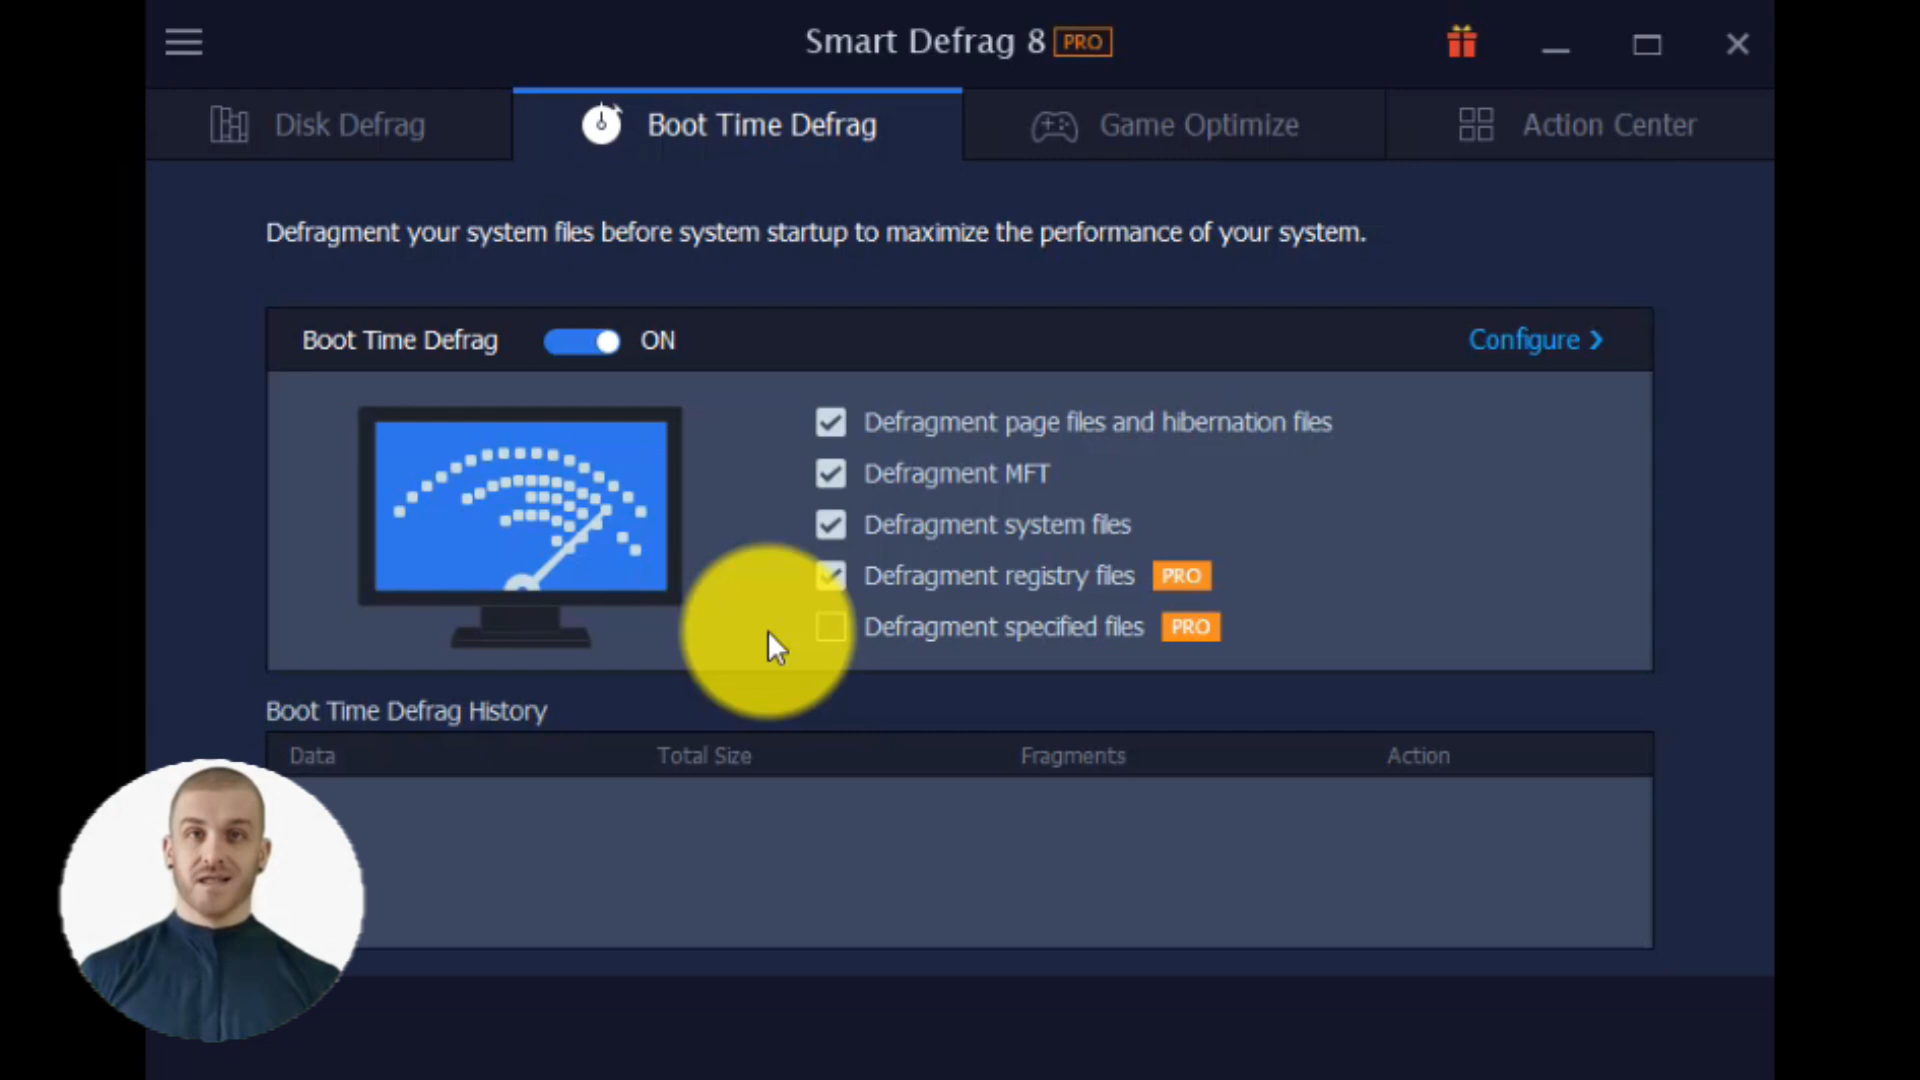 Smart Defrag 8 PRO
Disk Defrag
Boot Time Defrag
Game Optimize
Action Center
Defragment your system files before system startup to maximize the performance of your system.
Boot Time Defrag ON
Configure >
Defragment page files and hibernation files
Defragment MFT
Defragment system files
Defragment registry files PRO
Defragment specified files PRO
Boot Time Defrag History
Data Total Size Fragments Action